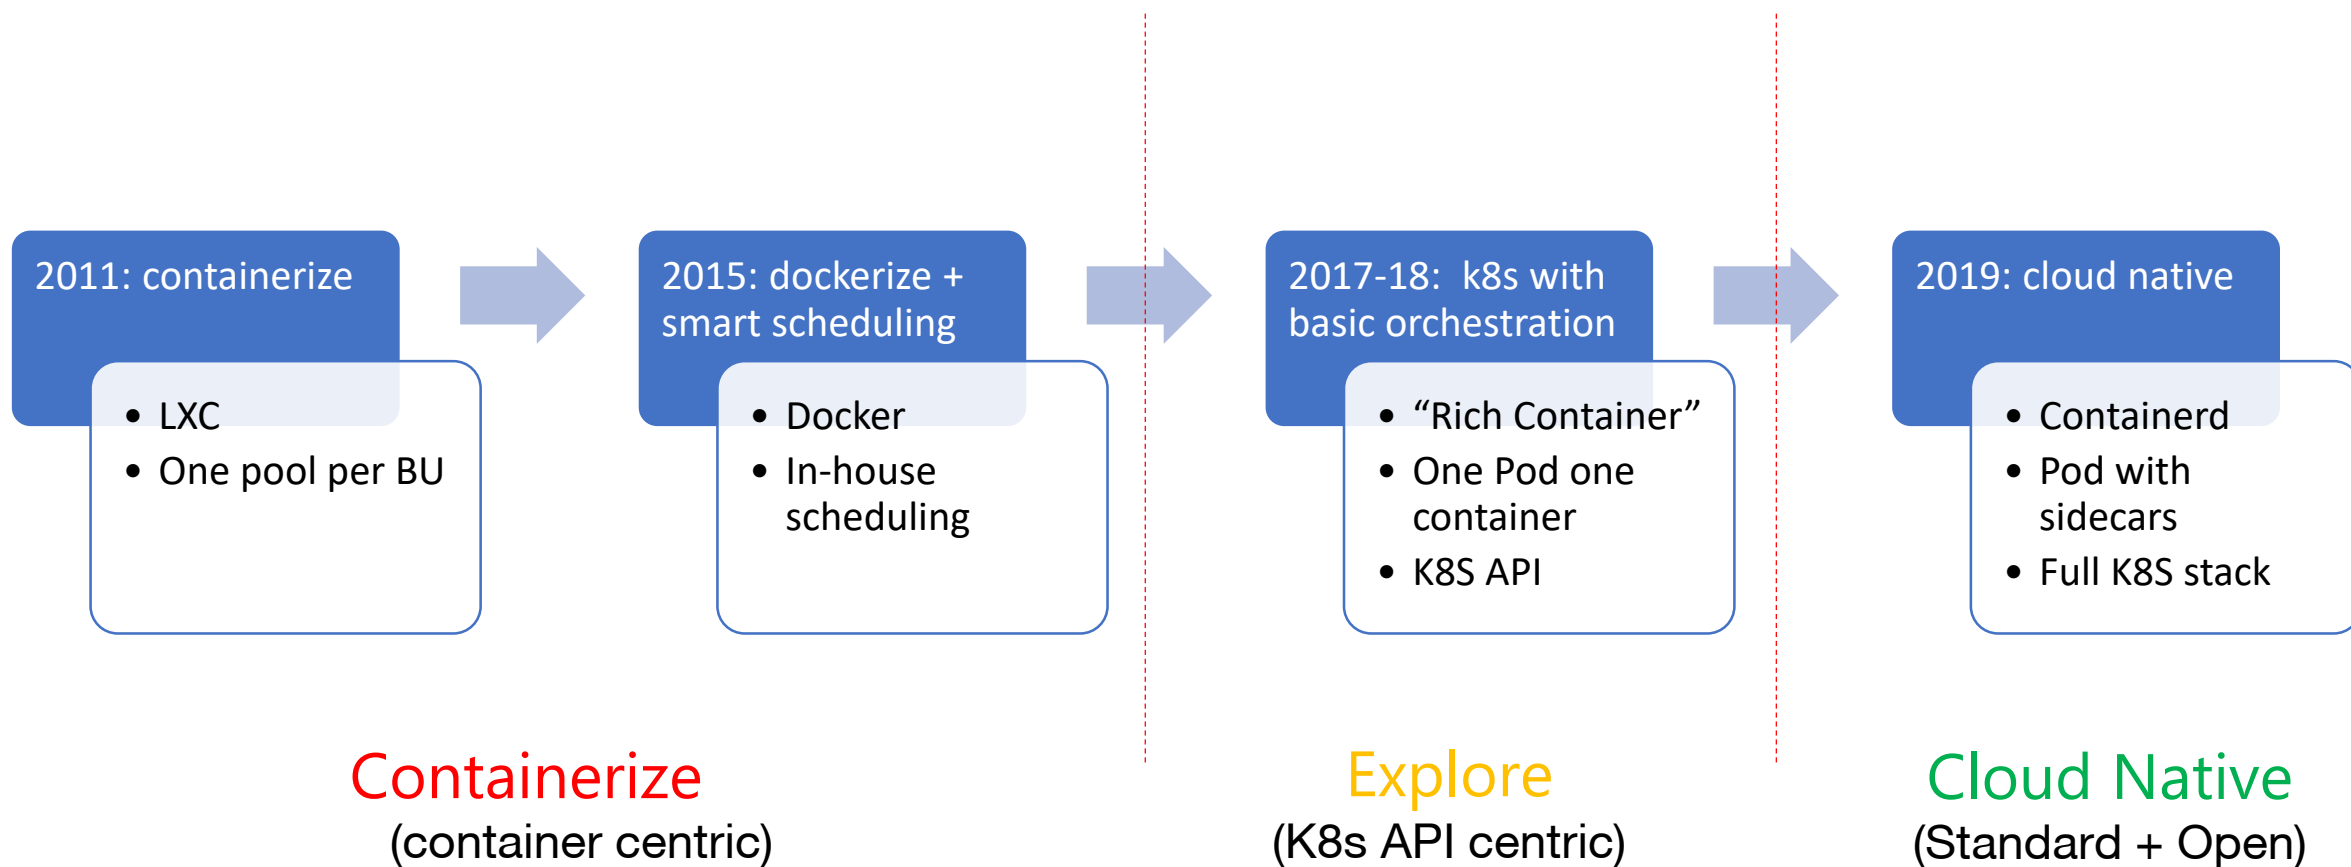 2011: containerize
• LXC
• One pool per BU
2015: dockerize +
smart scheduling
• Docker
• In-house
scheduling
2017-18:  k8s with
basic orchestration
• “Rich Container”
• One Pod one
container
• K8S API
2019: cloud native
• Containerd
• Pod with
sidecars
• Full K8S stack
Containerize
(container centric)
Explore
(K8s API centric)
Cloud Native
(Standard + Open)